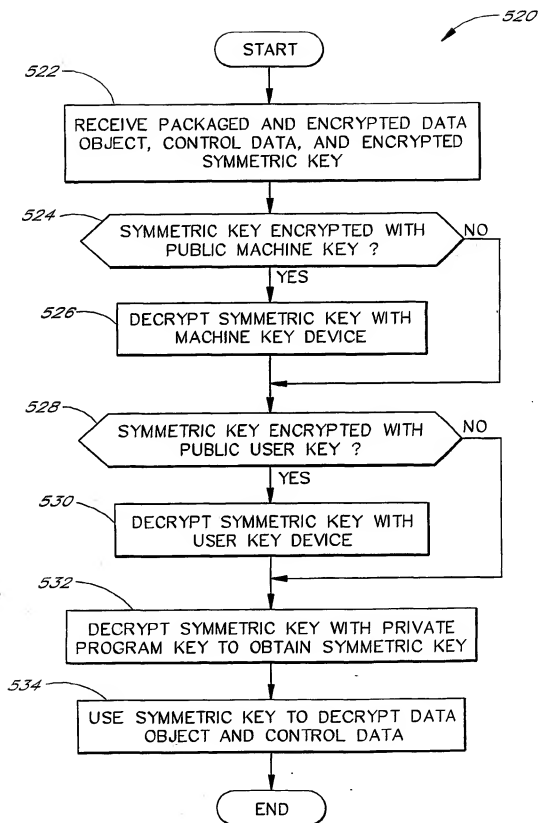 520
START
522
RECEIVE PACKAGED AND ENCRYPTED DATA
OBJECT, CONTROL DATA, AND ENCRYPTED
SYMMETRIC KEY
524
SYMMETRIC KEY ENCRYPTED WITH
PUBLIC MACHINE KEY ?
NO
YES
526
DECRYPT SYMMETRIC KEY WITH
MACHINE KEY DEVICE
528
SYMMETRIC KEY ENCRYPTED WITH
PUBLIC USER KEY ?
NO
YES
530
DECRYPT SYMMETRIC KEY WITH
USER KEY DEVICE
532
DECRYPT SYMMETRIC KEY WITH PRIVATE
PROGRAM KEY TO OBTAIN SYMMETRIC KEY
534
USE SYMMETRIC KEY TO DECRYPT DATA
OBJECT AND CONTROL DATA
END